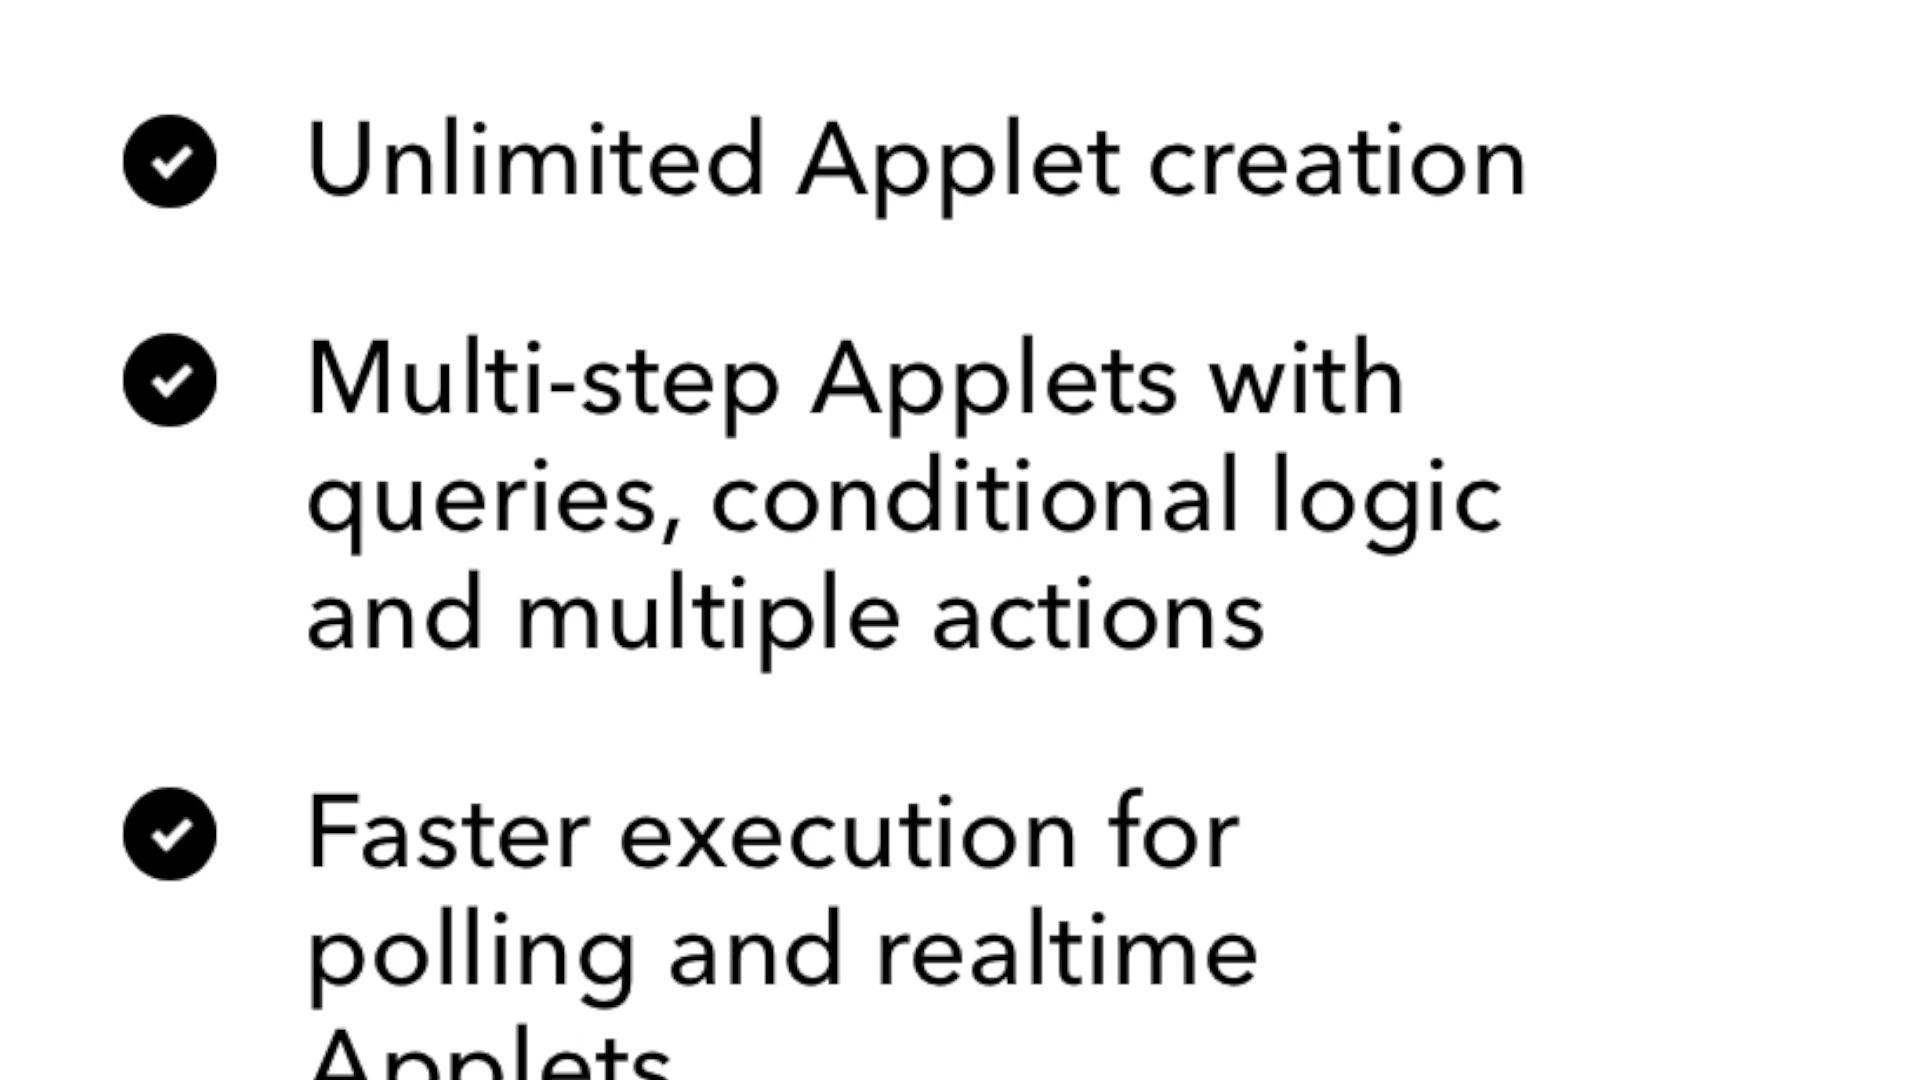 Unlimited Applet creation
Multi-step Applets with
queries, conditional logic
and multiple actions
Faster execution for
polling and realtime
Applets